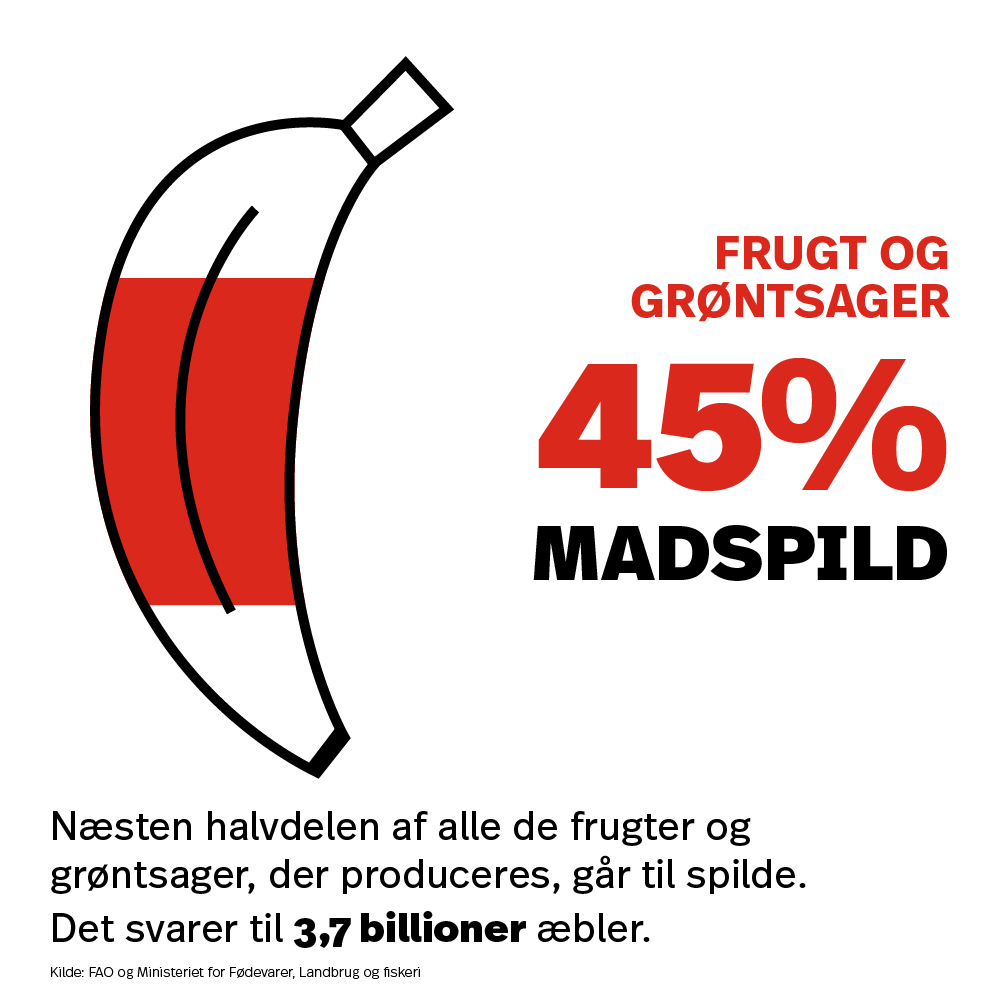 FRUGT OG
GRØNTSAGER
45%
MADSPILD
Næsten halvdelen af alle de frugter og
grøntsager, der produceres, går til spilde.
Det svarer til 3,7 billioner æbler.
Kilde: FAO og Ministeriet for Fødevarer, Landbrug og fiskeri